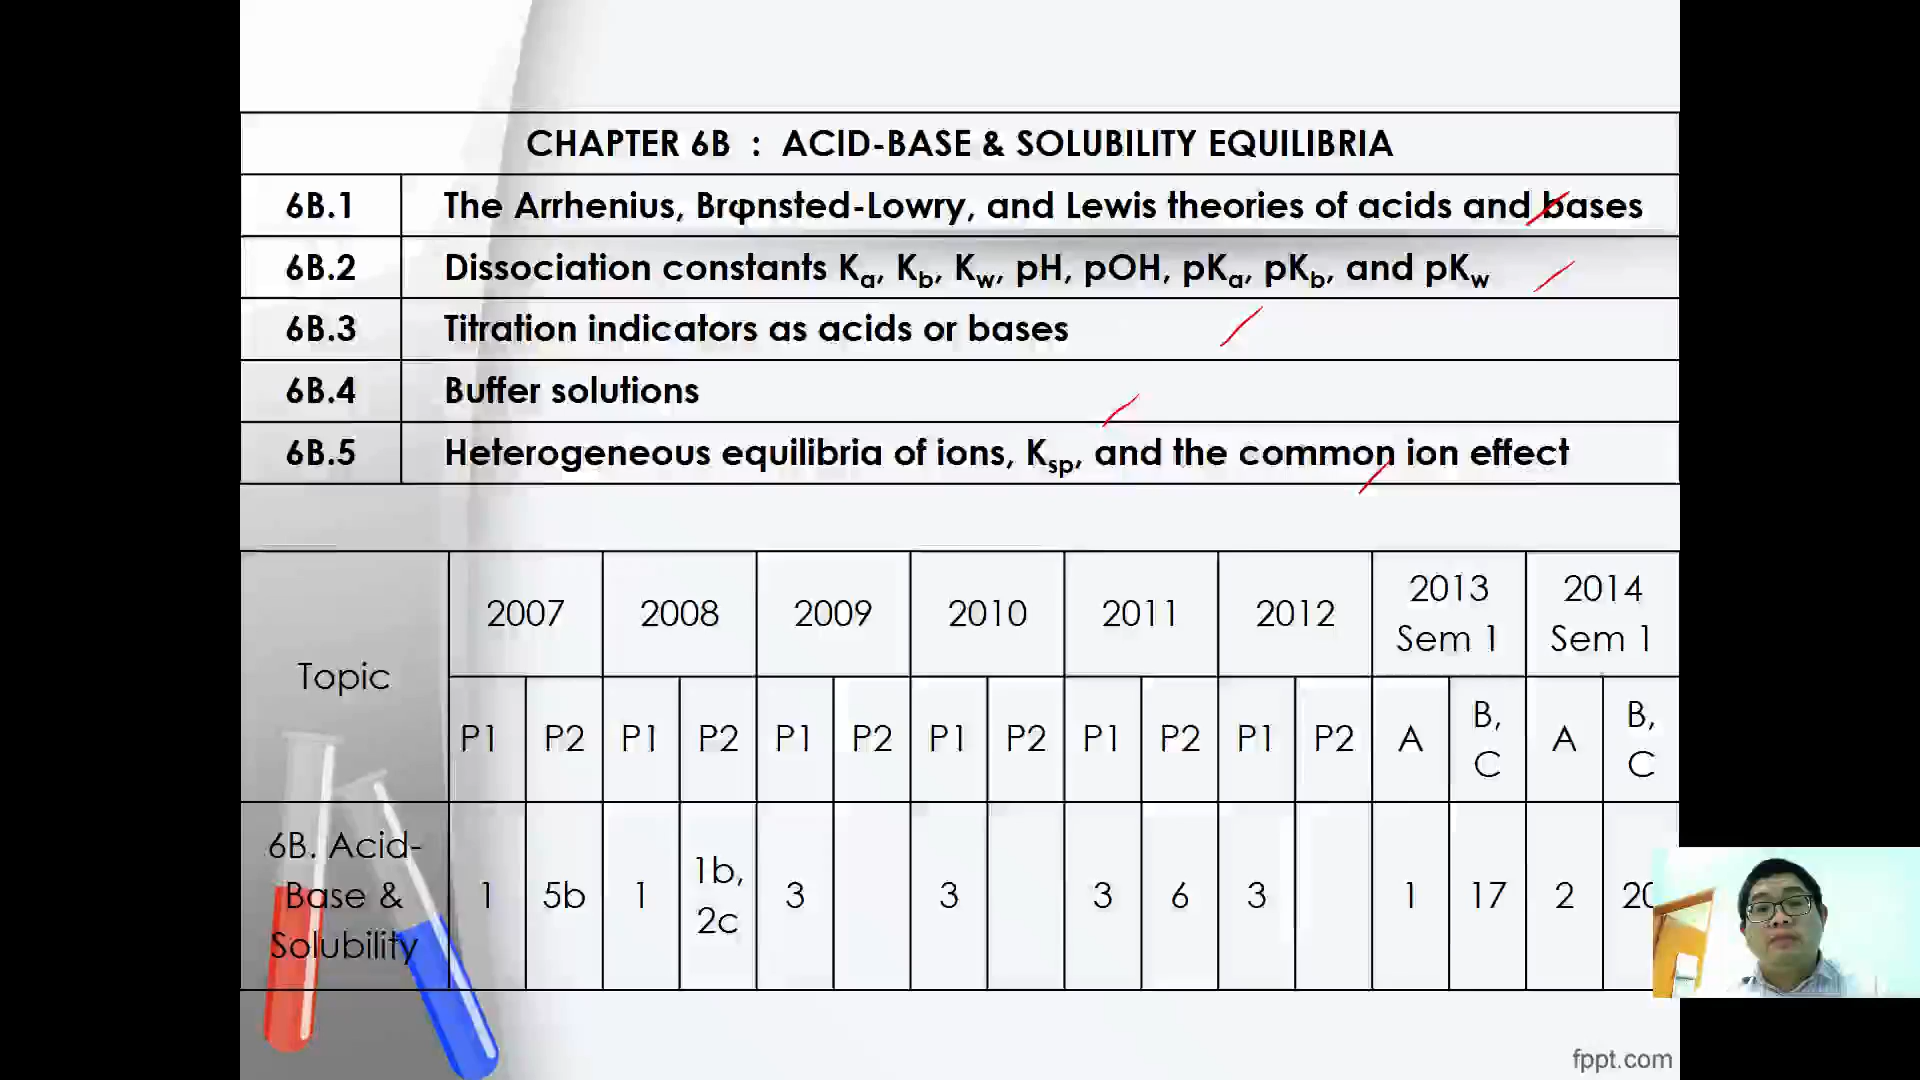 CHAPTER 6B : ACID-BASE & SOLUBILITY EQUILIBRIA
6B.1 The Arrhenius, Brφnsted-Lowry, and Lewis theories of acids and bases
6B.2 Dissociation constants Ka, Kb, Kw, pH, pOH, pKa, pKb, and pKw
6B.3 Titration indicators as acids or bases
6B.4 Buffer solutions
6B.5 Heterogeneous equilibria of ions, Ksp, and the common ion effect
Topic 2007 2008 2009 2010 2011 2012 2013 Sem 1 2014 Sem 1
P1 P2 P1 P2 P1 P2 P1 P2 P1 P2 P1 P2 A B, C A B, C
6B. Acid-Base & Solubility 1 5b 1 1b, 2c 3 3 3 6 3 1 17 2 20
fppt.com